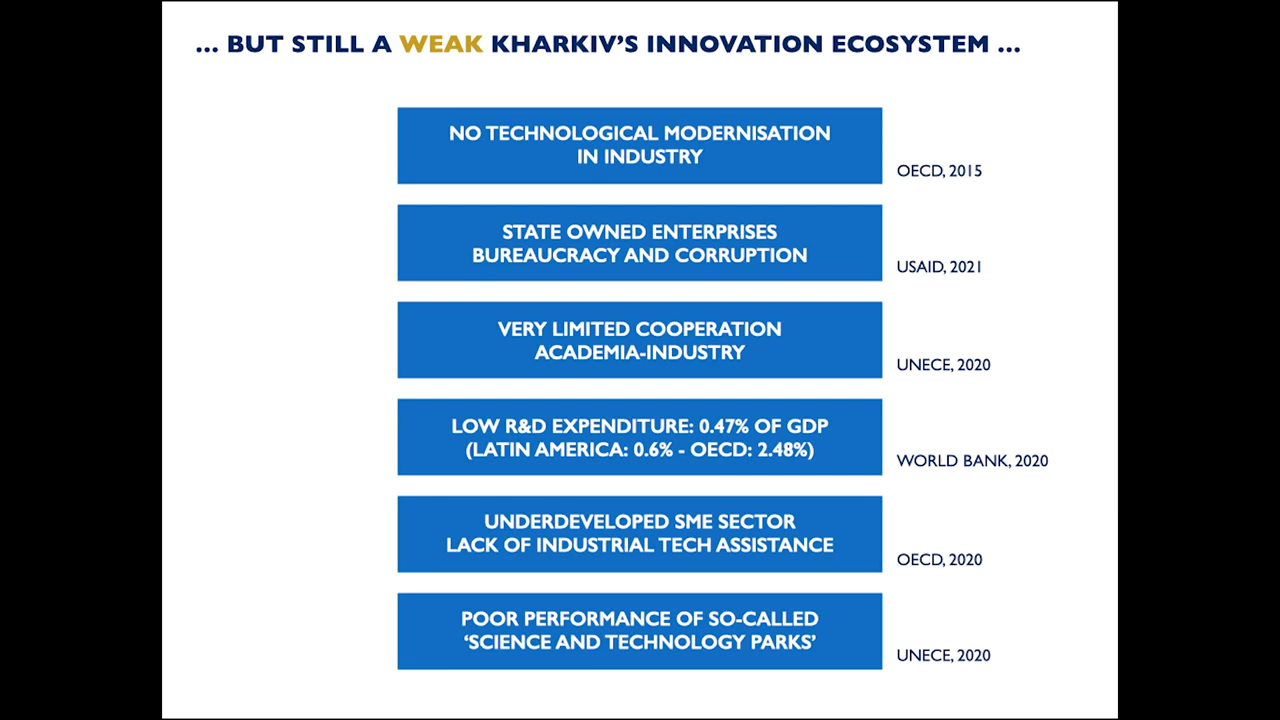 ... BUT STILL A WEAK KHARKIV'S INNOVATION ECOSYSTEM ...
NO TECHNOLOGICAL MODERNISATION
IN INDUSTRY
OECD, 2015
STATE OWNED ENTERPRISES
BUREAUCRACY AND CORRUPTION
USAID, 2021
VERY LIMITED COOPERATION
ACADEMIA-INDUSTRY
UNECE, 2020
LOW R&D EXPENDITURE: 0.47% OF GDP
(LATIN AMERICA: 0.6% - OECD: 2.48%)
WORLD BANK, 2020
UNDERDEVELOPED SME SECTOR
LACK OF INDUSTRIAL TECH ASSISTANCE
OECD, 2020
POOR PERFORMANCE OF SO-CALLED
‘SCIENCE AND TECHNOLOGY PARKS’
UNECE, 2020